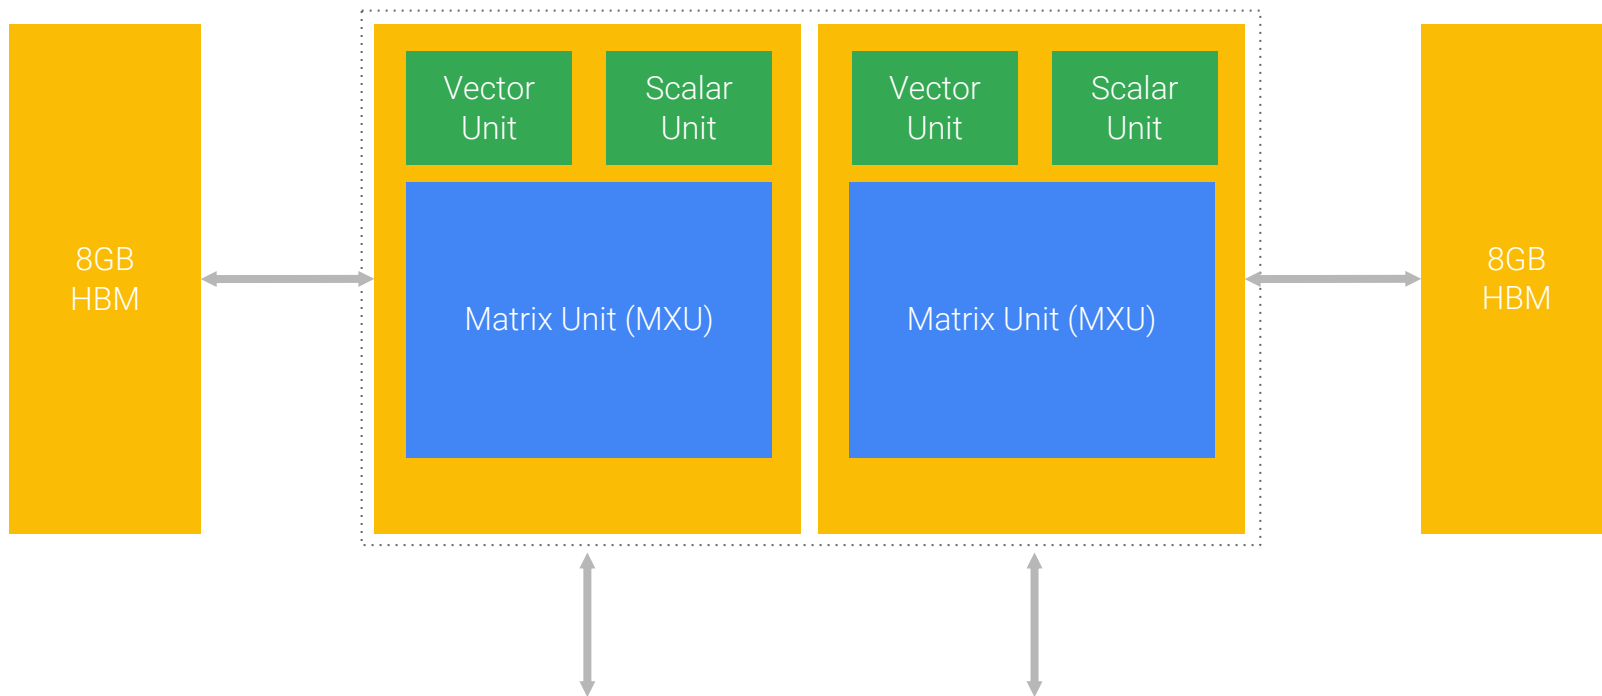 8GB
HBM
Vector
Unit
Scalar
Unit
Matrix Unit (MXU)
Vector
Unit
Scalar
Unit
Matrix Unit (MXU)
8GB
HBM